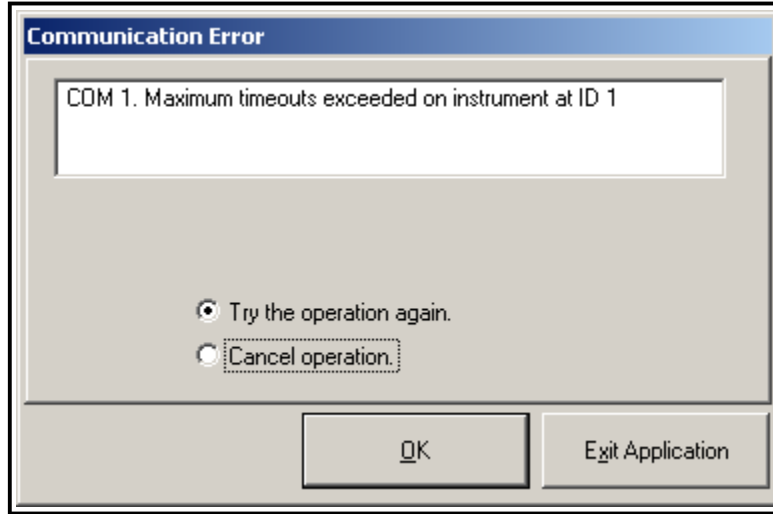 Communication Error
COM 1. Maximum timeouts exceeded on instrument at ID 1
Try the operation again.
Cancel operation.
OK
Exit Application